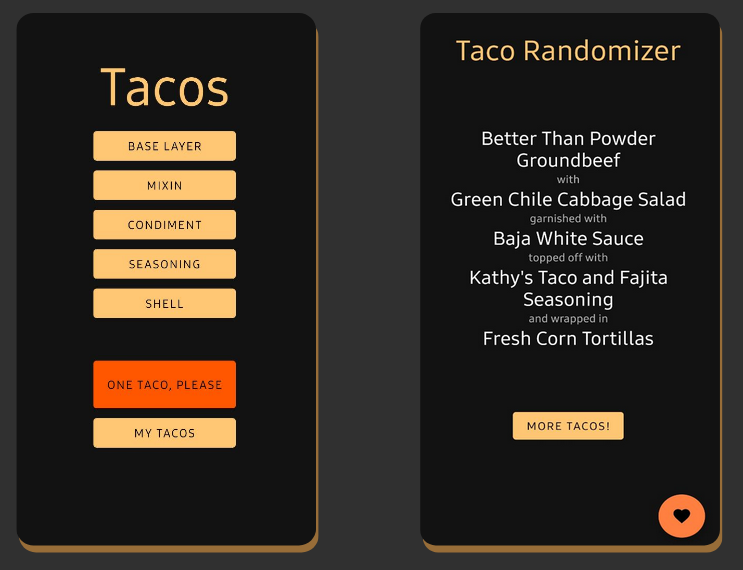 Tacos
BASE LAYER
MIXIN
CONDIMENT
SEASONING
SHELL
ONE TACO, PLEASE
MY TACOS
Taco Randomizer
Better Than Powder
Groundbeef
with
Green Chile Cabbage Salad
garnished with
Baja White Sauce
topped off with
Kathy's Taco and Fajita
Seasoning
and wrapped in
Fresh Corn Tortillas
MORE TACOS!